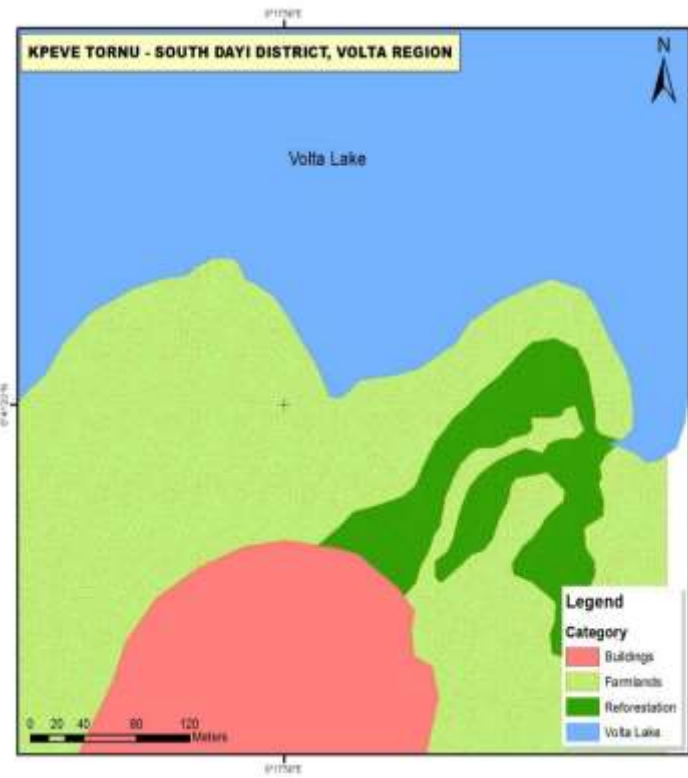 KPEVE TORNU - SOUTH DAYI DISTRICT, VOLTA REGION
N
Volta Lake
Legend
Category
Buildings
Farmlands
Reforestation
Volta Lake
0 20 40 80 120
Meters